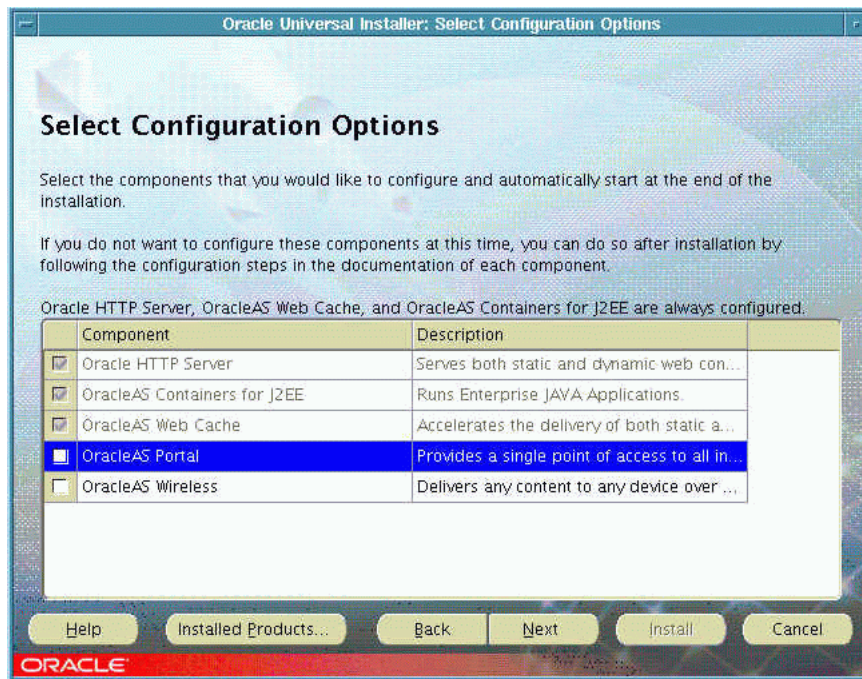 Oracle Universal Installer: Select Configuration Options
Select Configuration Options
Select the components that you would like to configure and automatically start at the end of the
installation.
If you do not want to configure these components at this time, you can do so after installation by
following the configuration steps in the documentation of each component.
Oracle HTTP Server, OracleAS Web Cache, and OracleAS Containers for J2EE are always configured.
Component Description
Oracle HTTP Server Serves both static and dynamic web con...
OracleAS Containers for J2EE Runs Enterprise JAVA Applications.
OracleAS Web Cache Accelerates the delivery of both static a...
OracleAS Portal Provides a single point of access to all in...
OracleAS Wireless Delivers any content to any device over ...
Help Installed Products... Back Next Install Cancel
ORACLE